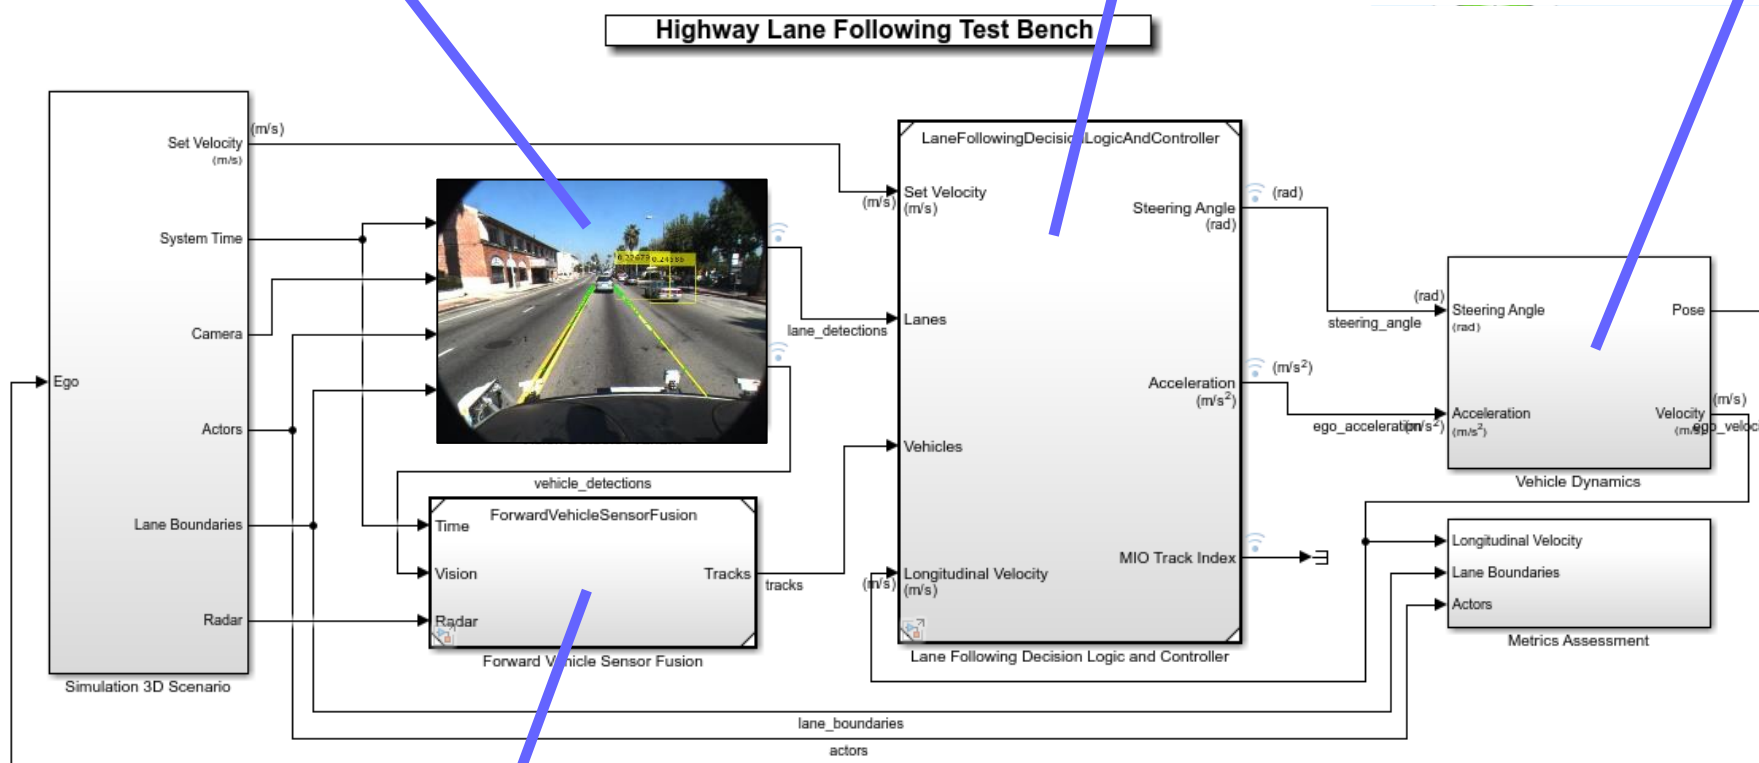 Highway Lane Following Test Bench
Set Velocity
(m/s)
(m/s)
System Time
Camera
Ego
Actors
Lane Boundaries
Radar
Simulation 3D Scenario
lane_detections
vehicle_detections
ForwardVehicleSensorFusion
Time
Vision
Radar
Tracks
tracks
Forward Vehicle Sensor Fusion
LaneFollowingDecisionLogicAndController
(m/s)
Set Velocity
(m/s)
Lanes
Vehicles
(m/s)
Longitudinal Velocity
(m/s)
Steering Angle
(rad)
(rad)
Acceleration
(m/s²)
(m/s²)
MIO Track Index
Lane Following Decision Logic and Controller
steering_angle
(rad)
ego_acceleration
(m/s²)
Steering Angle
(rad)
Acceleration
(m/s²)
Pose
Velocity
(m/s)
(m/s)
Vehicle Dynamics
Longitudinal Velocity
Lane Boundaries
Actors
Metrics Assessment
lane_boundaries
actors